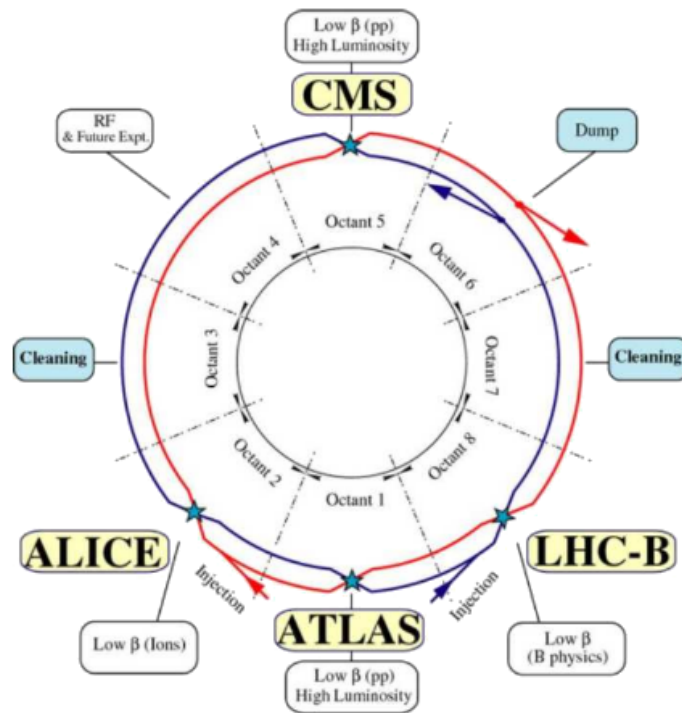 Low β (pp)
High Luminosity
CMS
RF
& Future Expt.
Dump
Octant 5
Octant 4
Octant 6
Cleaning
Octant 3
Octant 7
Cleaning
Octant 2
Octant 8
Octant 1
ALICE
LHC-B
Injection
Injection
ATLAS
Low β (Ions)
Low β
(B physics)
Low β (pp)
High Luminosity